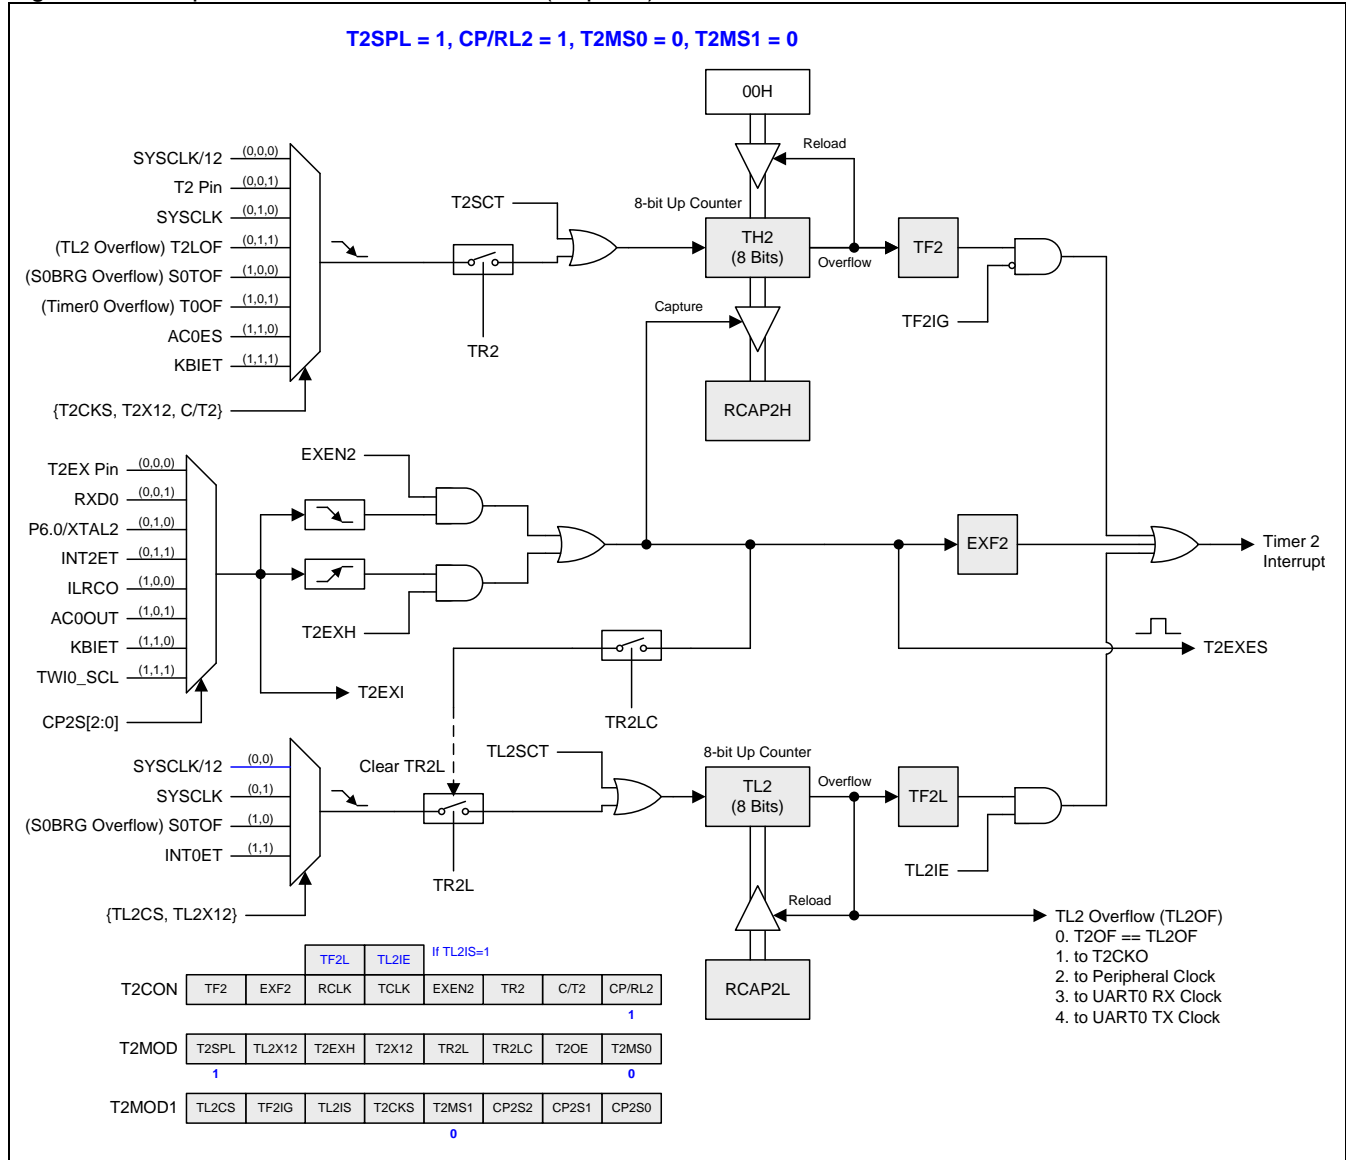 T2SPL = 1, CP/RL2 = 1, T2MS0 = 0, T2MS1 = 0
00H
Reload
SYSCLK/12 (0,0,0)
T2 Pin (0,0,1)
SYSCLK (0,1,0)
(TL2 Overflow) T2LOF (0,1,1)
(S0BRG Overflow) S0TOF (1,0,0)
(Timer0 Overflow) T0OF (1,0,1)
AC0ES (1,1,0)
KBIET (1,1,1)
{T2CKS, T2X12, C/T2}
T2SCT
TR2
8-bit Up Counter
TH2
(8 Bits)
Overflow
TF2
TF2IG
Capture
RCAP2H
EXEN2
T2EX Pin (0,0,0)
RXD0 (0,0,1)
P6.0/XTAL2 (0,1,0)
INT2ET (0,1,1)
ILRCO (1,0,0)
AC0OUT (1,0,1)
KBIET (1,1,0)
TWI0_SCL (1,1,1)
CP2S[2:0]
T2EXH
T2EXI
EXF2
Timer 2
Interrupt
T2EXES
TR2LC
SYSCLK/12 (0,0)
SYSCLK (0,1)
(S0BRG Overflow) S0TOF (1,0)
INT0ET (1,1)
{TL2CS, TL2X12}
Clear TR2L
TR2L
TL2SCT
8-bit Up Counter
TL2
(8 Bits)
Overflow
TF2L
TL2IE
Reload
RCAP2L
TL2 Overflow (TL2OF)
0. T2OF == TL2OF
1. to T2CKO
2. to Peripheral Clock
3. to UART0 RX Clock
4. to UART0 TX Clock
TF2L TL2IE If TL2IS=1
T2CON TF2 EXF2 RCLK TCLK EXEN2 TR2 C/T2 CP/RL2
1
T2MOD T2SPL TL2X12 T2EXH T2X12 TR2L TR2LC T2OE T2MS0
1 0
T2MOD1 TL2CS TF2IG TL2IS T2CKS T2MS1 CP2S2 CP2S1 CP2S0
0